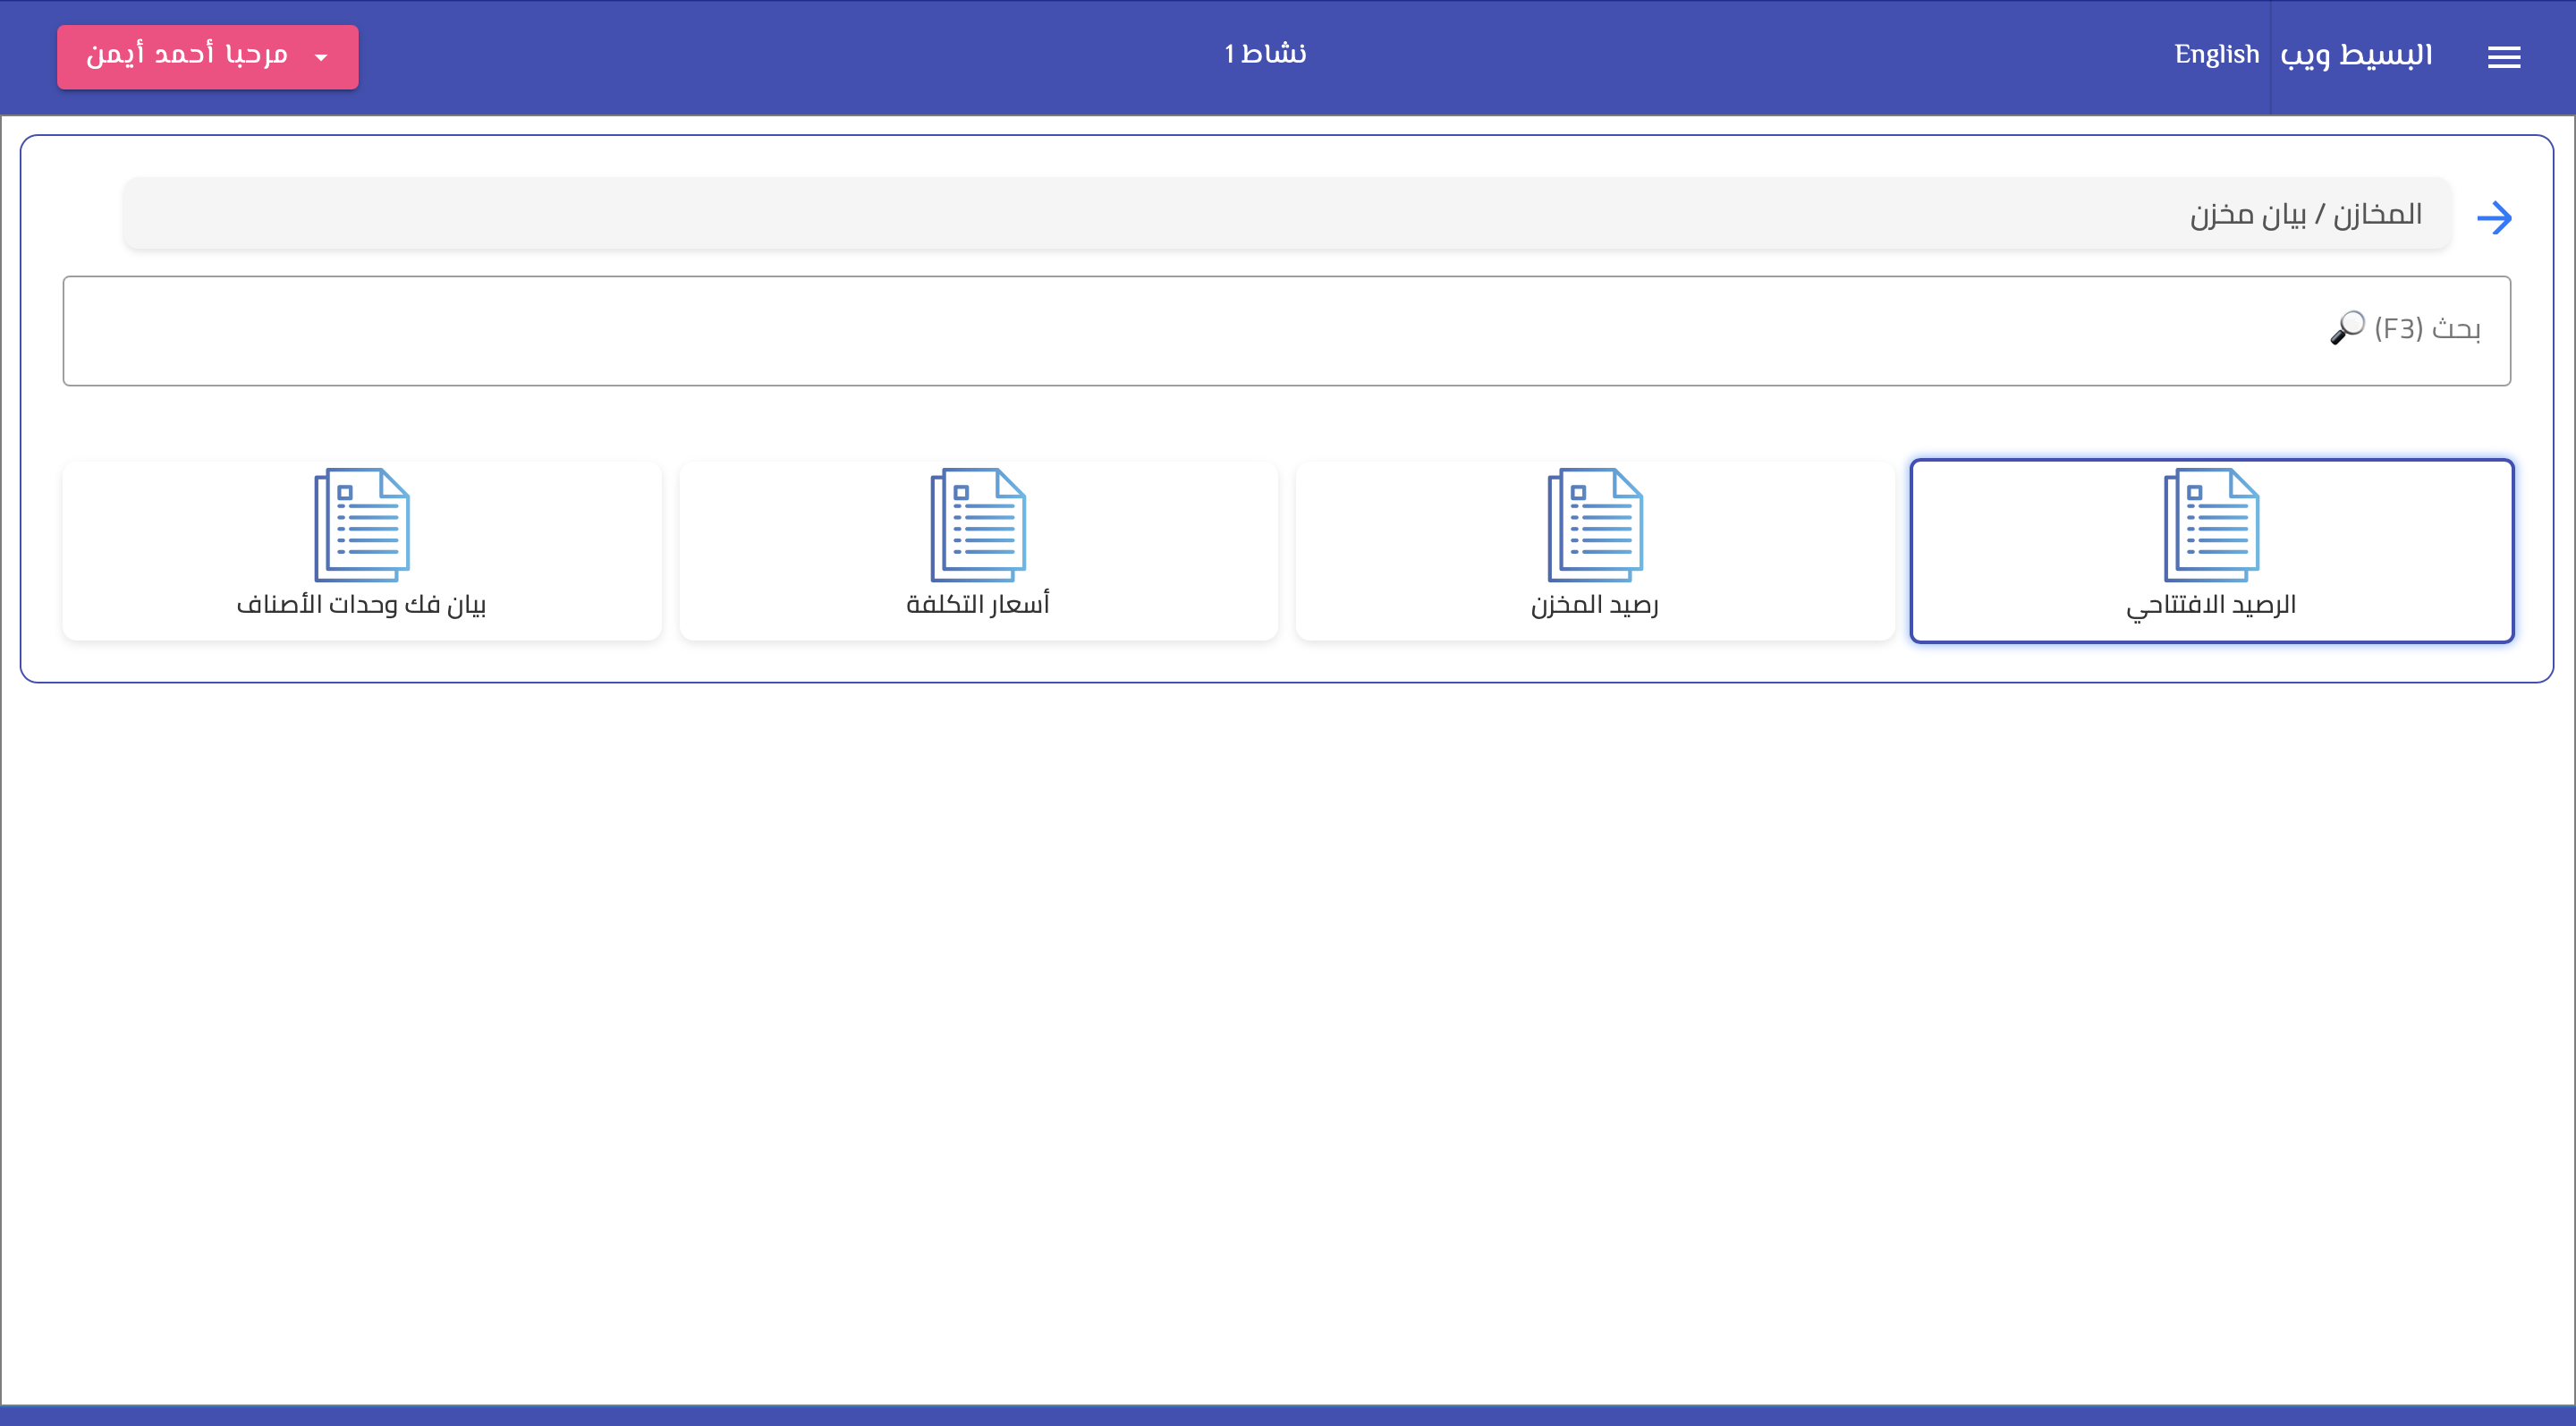 البسيط ويب
English
نشاط 1
مرحبا أحمد أيمن
المخازن / بيان مخزن
بحث (F3) 🔎
الرصيد الافتتاحي
رصيد المخزن
أسعار التكلفة
بيان فك وحدات الأصناف